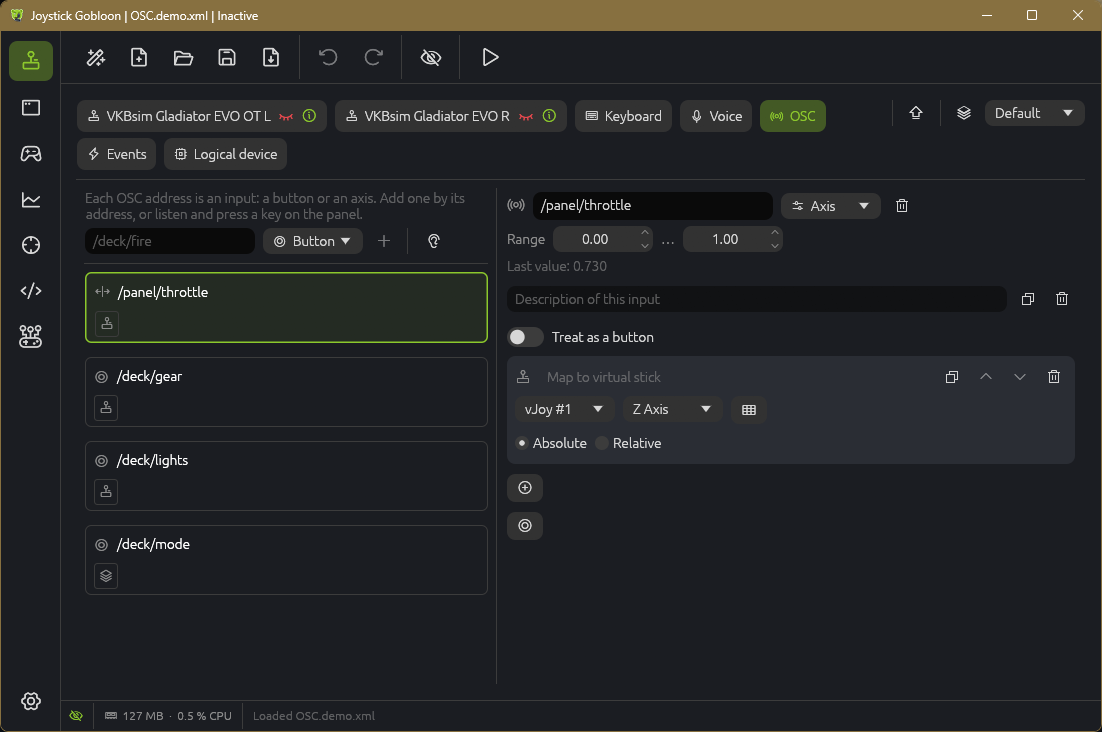 Joystick Gobloon | OSC.demo.xml | Inactive
VKBsim Gladiator EVO OT L
VKBsim Gladiator EVO R
Keyboard
Voice
OSC
Default
Events
Logical device
Each OSC address is an input: a button or an axis. Add one by its
address, or listen and press a key on the panel.
/deck/fire
Button
/panel/throttle
/deck/gear
/deck/lights
/deck/mode
/panel/throttle
Axis
Range
0.00
...
1.00
Last value: 0.730
Description of this input
Treat as a button
Map to virtual stick
vJoy #1
Z Axis
Absolute
Relative
127 MB · 0.5 % CPU
Loaded OSC.demo.xml